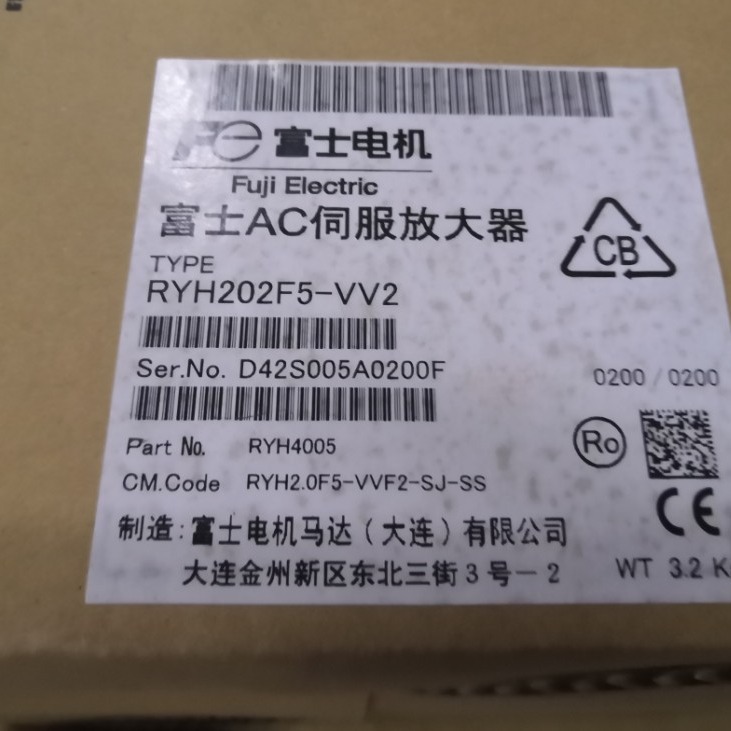 富士电机
Fuji Electric
富士AC伺服放大器
CB
TYPE
RYH202F5-VV2
Ser.No. D42S005A0200F
0200 / 0200
Part No. RYH4005
Ro
CM.Code RYH2.0F5-VVF2-SJ-SS
CE
制造:富士电机马达(大连)有限公司
大连金州新区东北三街3号-2
WT 3.2 K